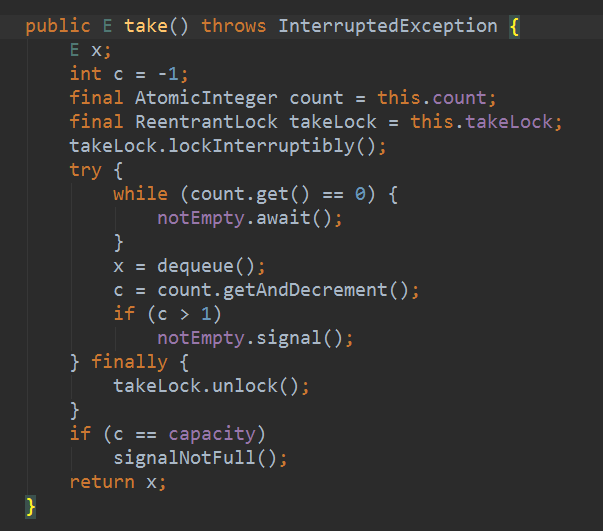 public E take() throws InterruptedException {
    E x;
    int c = -1;
    final AtomicInteger count = this.count;
    final ReentrantLock takeLock = this.takeLock;
    takeLock.lockInterruptibly();
    try {
        while (count.get() == 0) {
            notEmpty.await();
        }
        x = dequeue();
        c = count.getAndDecrement();
        if (c > 1)
            notEmpty.signal();
    } finally {
        takeLock.unlock();
    }
    if (c == capacity)
        signalNotFull();
    return x;
}